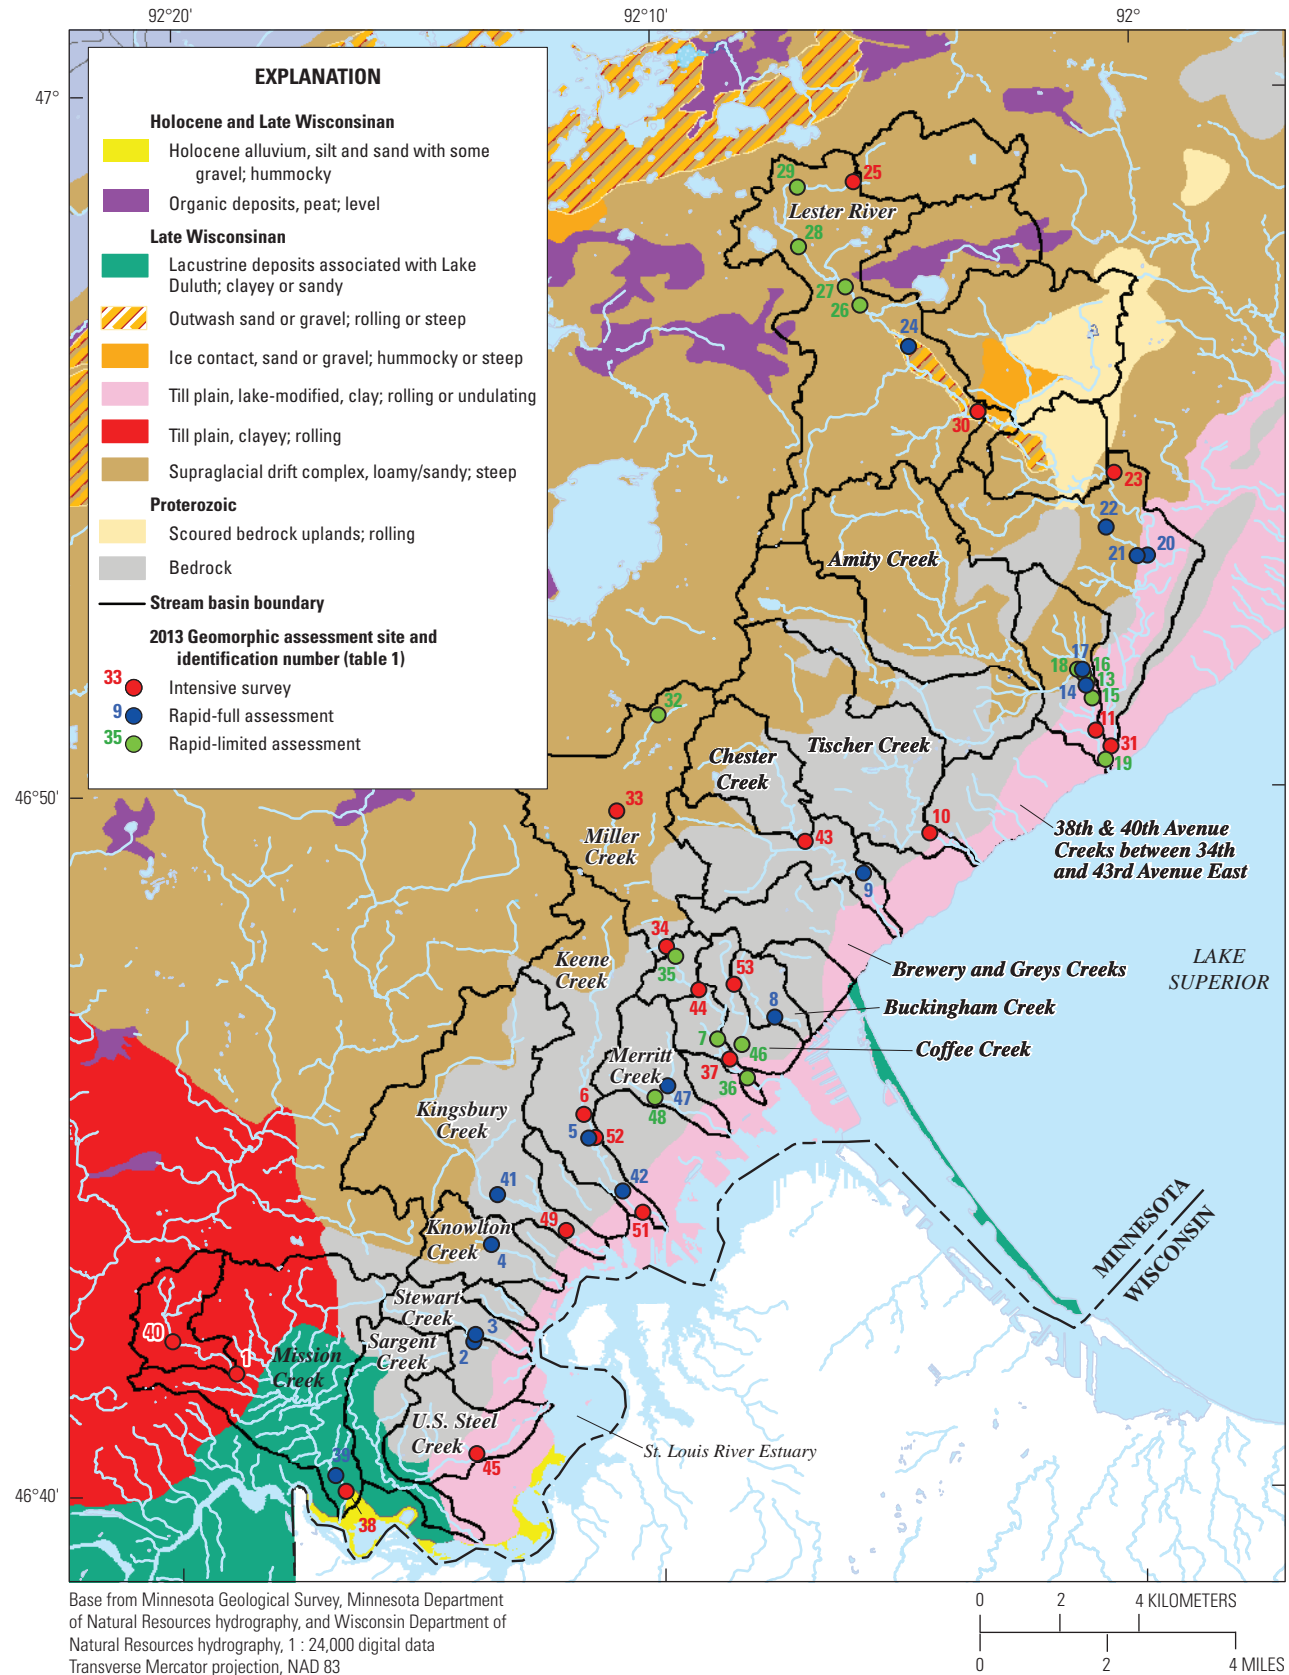 92°20'
92°10'
92°
47°
46°50'
46°40'
EXPLANATION
Holocene and Late Wisconsinan
Holocene alluvium, silt and sand with some
gravel; hummocky
Organic deposits, peat; level
Late Wisconsinan
Lacustrine deposits associated with Lake
Duluth; clayey or sandy
Outwash sand or gravel; rolling or steep
Ice contact, sand or gravel; hummocky or steep
Till plain, lake-modified, clay; rolling or undulating
Till plain, clayey; rolling
Supraglacial drift complex, loamy/sandy; steep
Proterozoic
Scoured bedrock uplands; rolling
Bedrock
Stream basin boundary
2013 Geomorphic assessment site and
identification number (table 1)
33
Intensive survey
9
Rapid-full assessment
35
Rapid-limited assessment
29
25
Lester River
28
27
26
24
30
23
22
21
20
Amity Creek
17
18
16
13
14
15
11
31
19
32
Tischer Creek
Chester
Creek
33
Miller
Creek
43
10
38th & 40th Avenue
Creeks between 34th
and 43rd Avenue East
9
34
35
Keene
Creek
53
44
8
Brewery and Greys Creeks
LAKE
SUPERIOR
Buckingham Creek
7
46
Coffee Creek
37
36
Merritt
Creek
47
48
6
5
52
Kingsbury
Creek
41
42
51
49
Knowlton
Creek
4
MINNESOTA
WISCONSIN
Stewart
Creek
3
Sargent
Creek
2
40
1
Mission
Creek
U.S. Steel
Creek
45
St. Louis River Estuary
39
38
Base from Minnesota Geological Survey, Minnesota Department
of Natural Resources hydrography, and Wisconsin Department of
Natural Resources hydrography, 1 : 24,000 digital data
Transverse Mercator projection, NAD 83
0 2 4 KILOMETERS
0 2 4 MILES